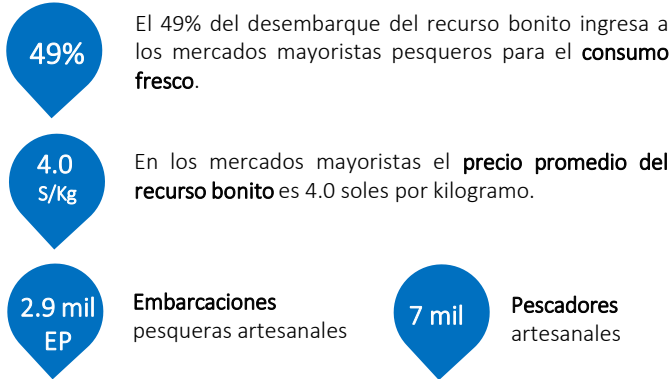 49%
El 49% del desembarque del recurso bonito ingresa a
los mercados mayoristas pesqueros para el consumo
fresco.
4.0
S/Kg
En los mercados mayoristas el precio promedio del
recurso bonito es 4.0 soles por kilogramo.
2.9 mil
EP
Embarcaciones
pesqueras artesanales
7 mil
Pescadores
artesanales